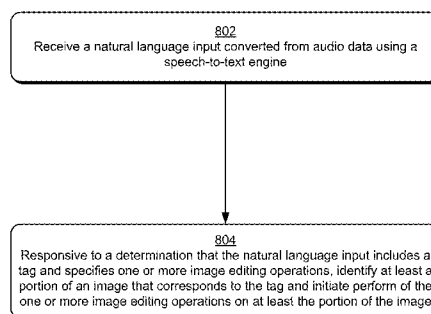 802
Receive a natural language input converted from audio data using a
speech-to-text engine
804
Responsive to a determination that the natural language input includes a
tag and specifies one or more image editing operations, identify at least a
portion of an image that corresponds to the tag and initiate perform of the
one or more image editing operations on at least the portion of the image